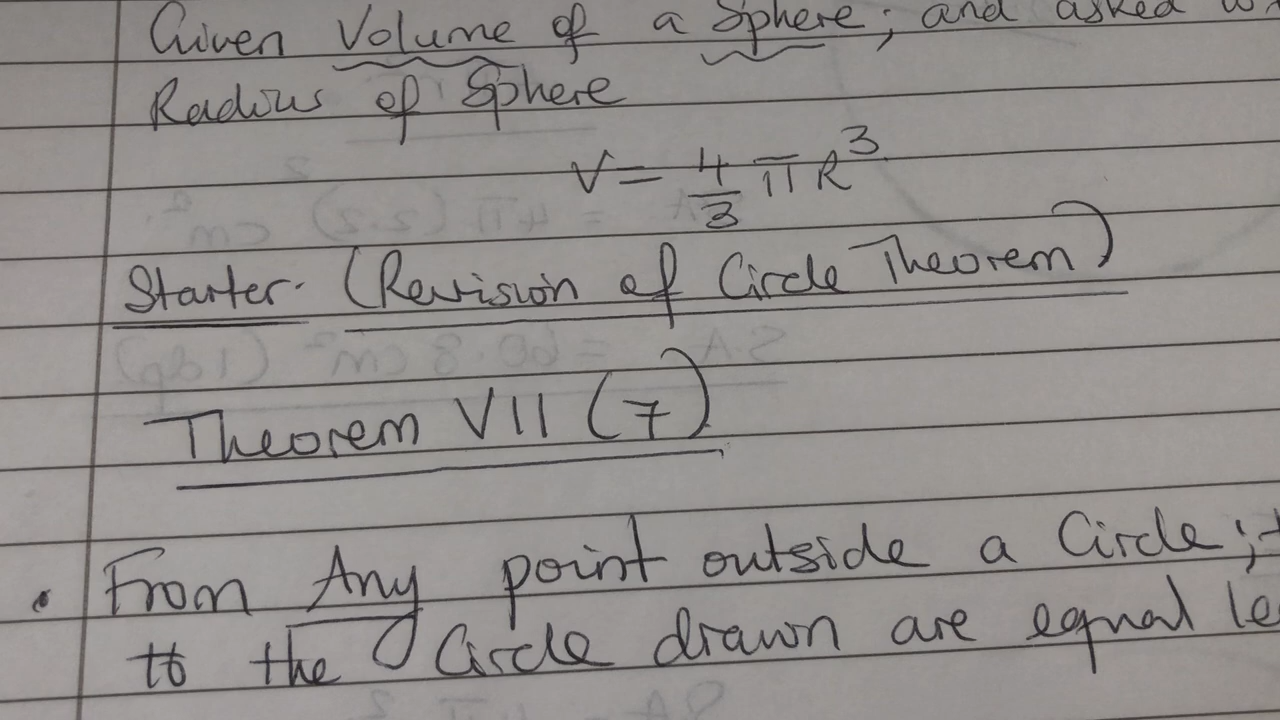 Given Volume of a Sphere; and asked
Radius of Sphere
V = 4/3 π R³
Starter. (Revision of Circle Theorem)
Theorem VII (7)
• From Any point outside a Circle;
to the Circle drawn are equal